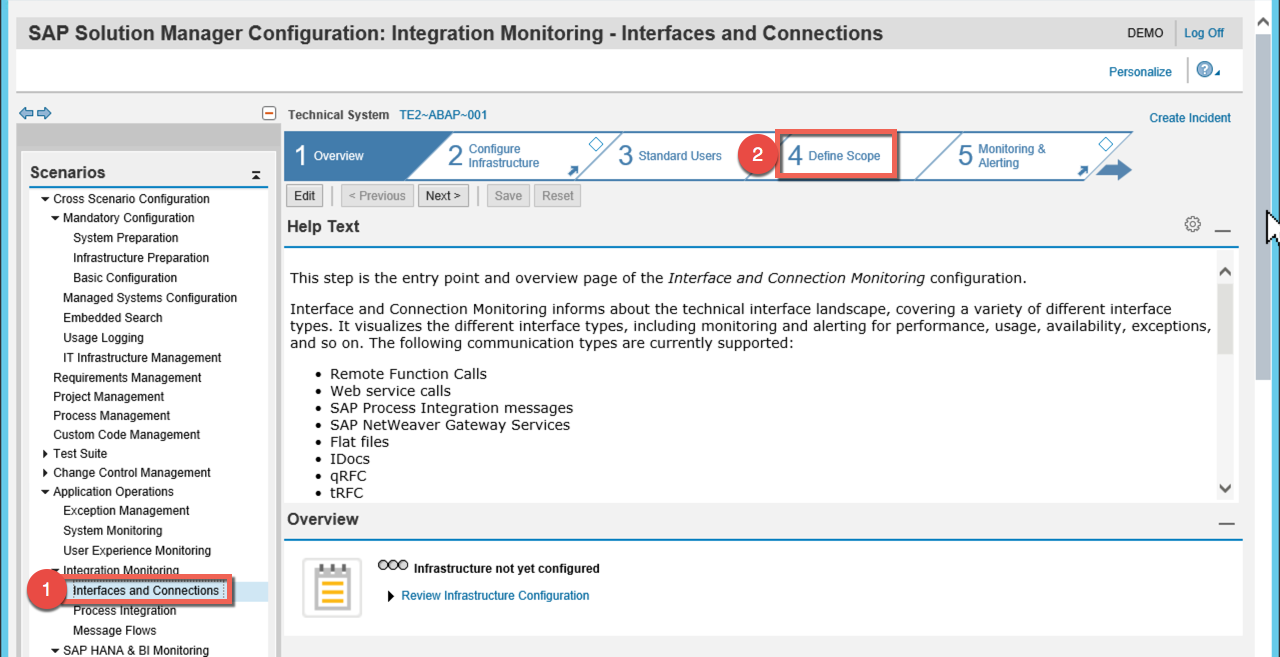 SAP Solution Manager Configuration: Integration Monitoring - Interfaces and Connections
DEMO
Log Off
Personalize
?
Technical System TE2~ABAP~001
Create Incident
1 Overview
2 Configure
Infrastructure
3 Standard Users
2
4 Define Scope
5 Monitoring &
Alerting
Edit
< Previous
Next >
Save
Reset
Scenarios
Cross Scenario Configuration
Mandatory Configuration
System Preparation
Infrastructure Preparation
Basic Configuration
Managed Systems Configuration
Embedded Search
Usage Logging
IT Infrastructure Management
Requirements Management
Project Management
Process Management
Custom Code Management
Test Suite
Change Control Management
Application Operations
Exception Management
System Monitoring
User Experience Monitoring
Integration Monitoring
1
Interfaces and Connections
Process Integration
Message Flows
SAP HANA & BI Monitoring
Help Text
This step is the entry point and overview page of the Interface and Connection Monitoring configuration.
Interface and Connection Monitoring informs about the technical interface landscape, covering a variety of different interface
types. It visualizes the different interface types, including monitoring and alerting for performance, usage, availability, exceptions,
and so on. The following communication types are currently supported:
• Remote Function Calls
• Web service calls
• SAP Process Integration messages
• SAP NetWeaver Gateway Services
• Flat files
• IDocs
• qRFC
• tRFC
Overview
Infrastructure not yet configured
Review Infrastructure Configuration